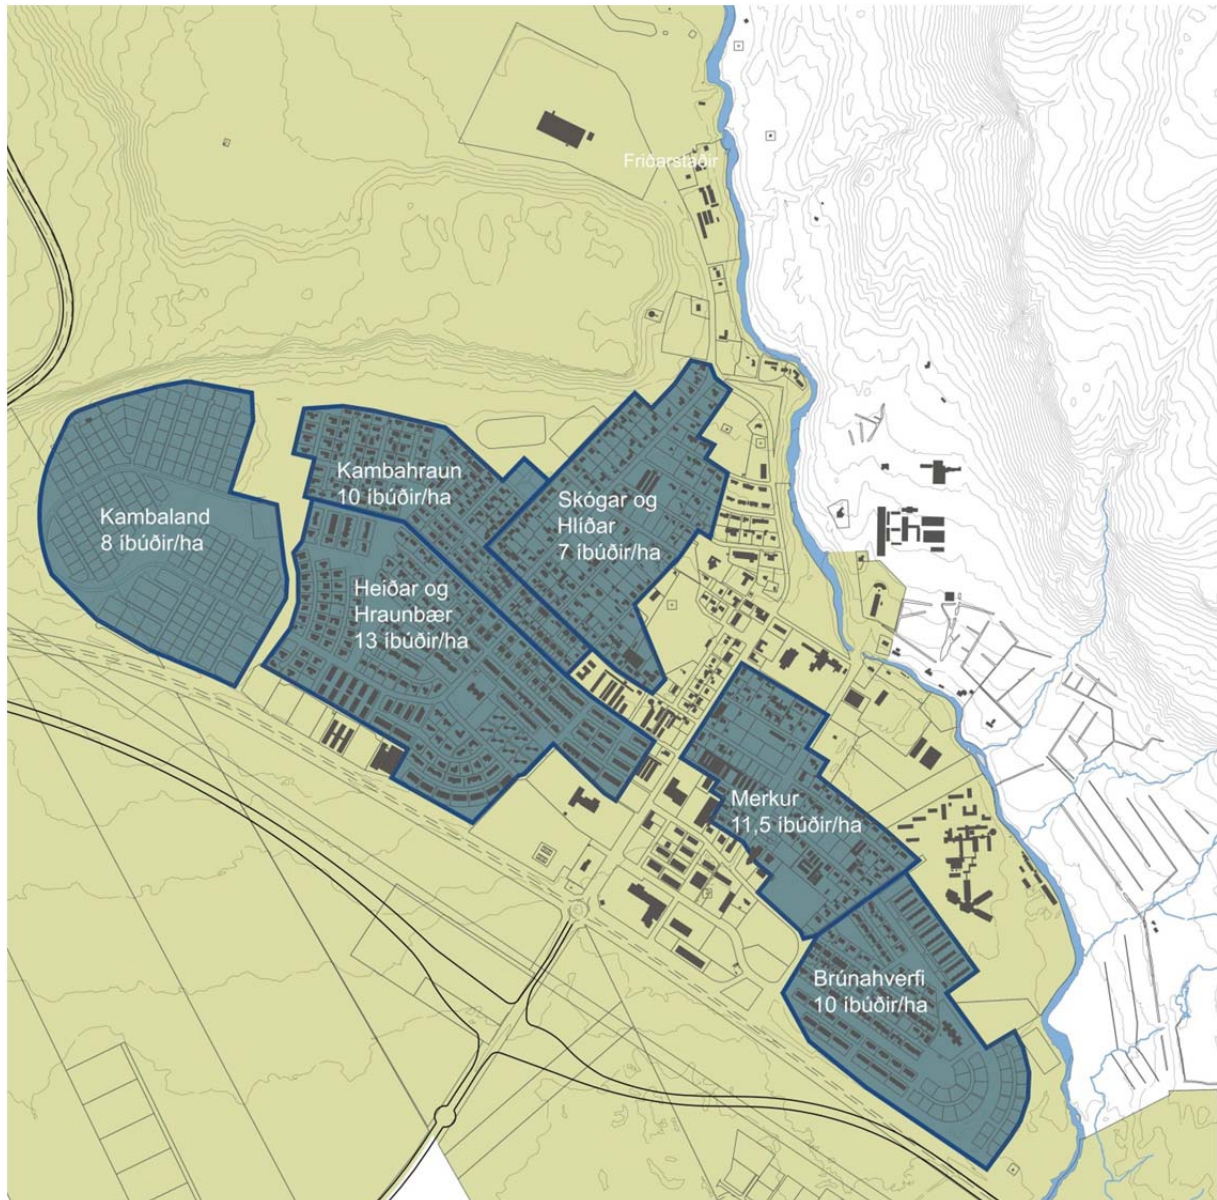 Friðarstaðir
Kambahraun
10 íbúðir/ha
Skógar og
Hlíðar
7 íbúðir/ha
Kambaland
8 íbúðir/ha
Heiðar og
Hraunbær
13 íbúðir/ha
Merkur
11,5 íbúðir/ha
Brúnahverfi
10 íbúðir/ha